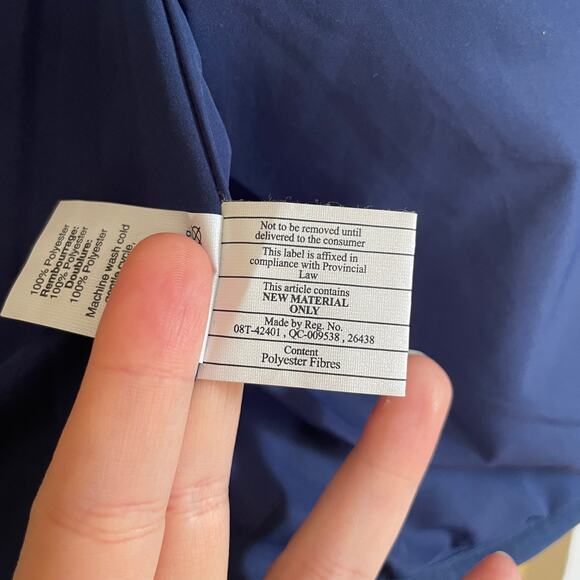 100% Polyester
Rembourrage:
100% Polyester
Doublure:
100% Polyester
Machine wash cold
gentle cycle.
Not to be removed until
delivered to the consumer
This label is affixed in
compliance with Provincial
Law
This article contains
NEW MATERIAL
ONLY
Made by Reg. No.
08T-42401 , QC-009538 , 26438
Content
Polyester Fibres